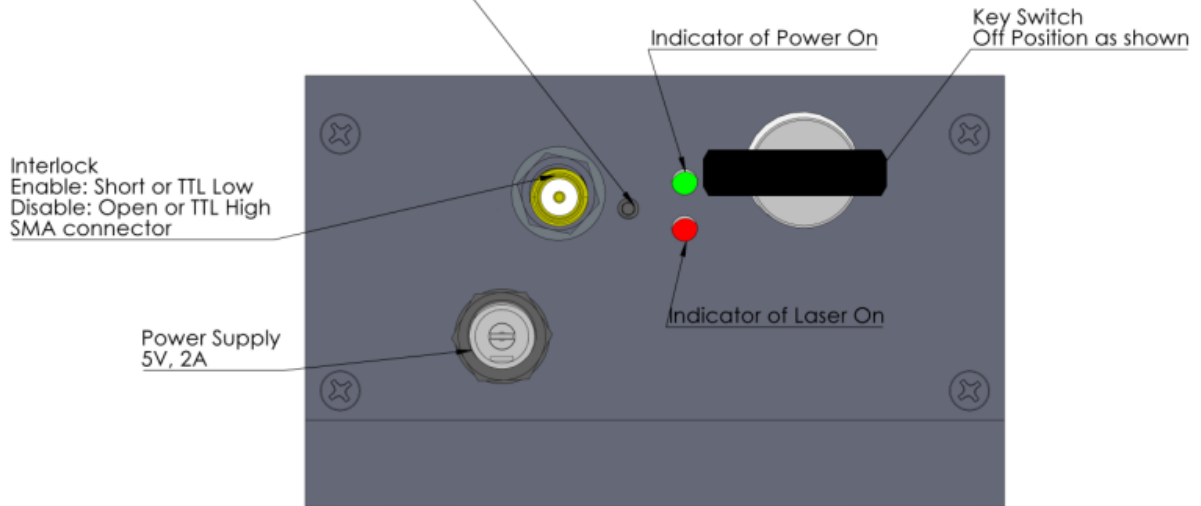 Indicator of Power On
Key Switch
Off Position as shown
Interlock
Enable: Short or TTL Low
Disable: Open or TTL High
SMA connector
Indicator of Laser On
Power Supply
5V, 2A